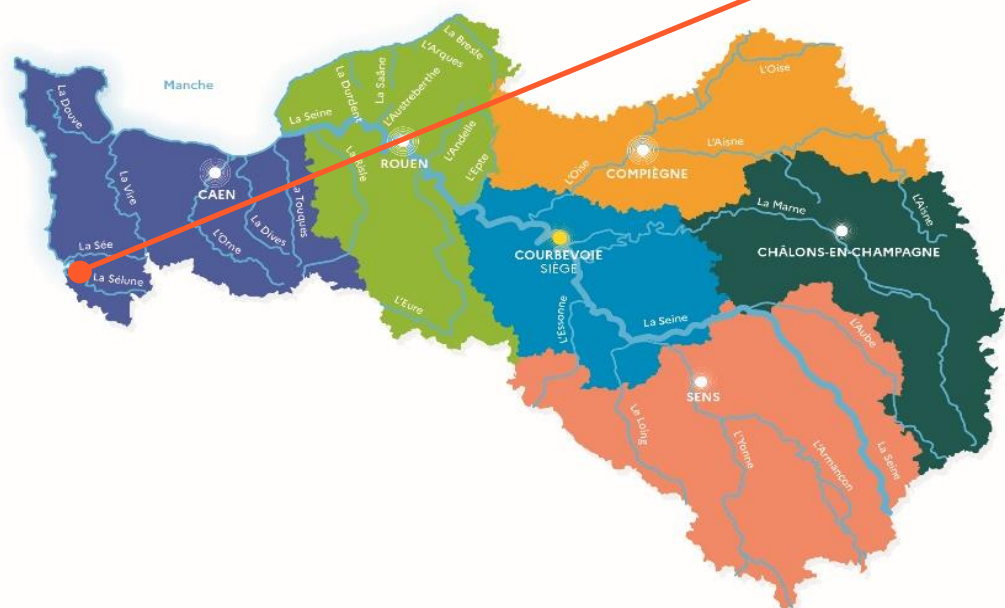 La Bresle
L'Arques
La Saâne
La Durdent
L'Austreberthe
La Seine
Manche
La Douve
La Vire
CAEN
La Touques
La Dives
L'Orne
La Sée
La Sélune
ROUEN
La Risle
L'Andelle
L'Epte
L'Eure
L'Oise
L'Aisne
L'Oise
COMPIÈGNE
L'Aisne
La Marne
CHÂLONS-EN-CHAMPAGNE
COURBEVOIE
SIÈGE
L'Essonne
La Seine
L'Aube
SENS
Le Loing
L'Yonne
L'Armançon
La Seine